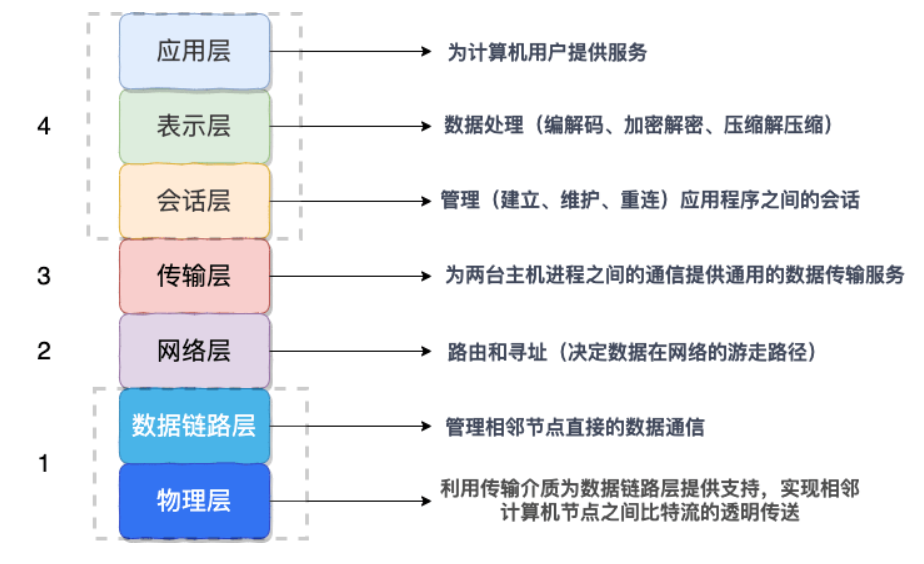 应用层
为计算机用户提供服务
4
表示层
数据处理（编解码、加密解密、压缩解压缩）
会话层
管理（建立、维护、重连）应用程序之间的会话
3
传输层
为两台主机进程之间的通信提供通用的数据传输服务
2
网络层
路由和寻址（决定数据在网络的游走路径）
数据链路层
管理相邻节点直接的数据通信
1
物理层
利用传输介质为数据链路层提供支持，实现相邻
计算机节点之间比特流的透明传送